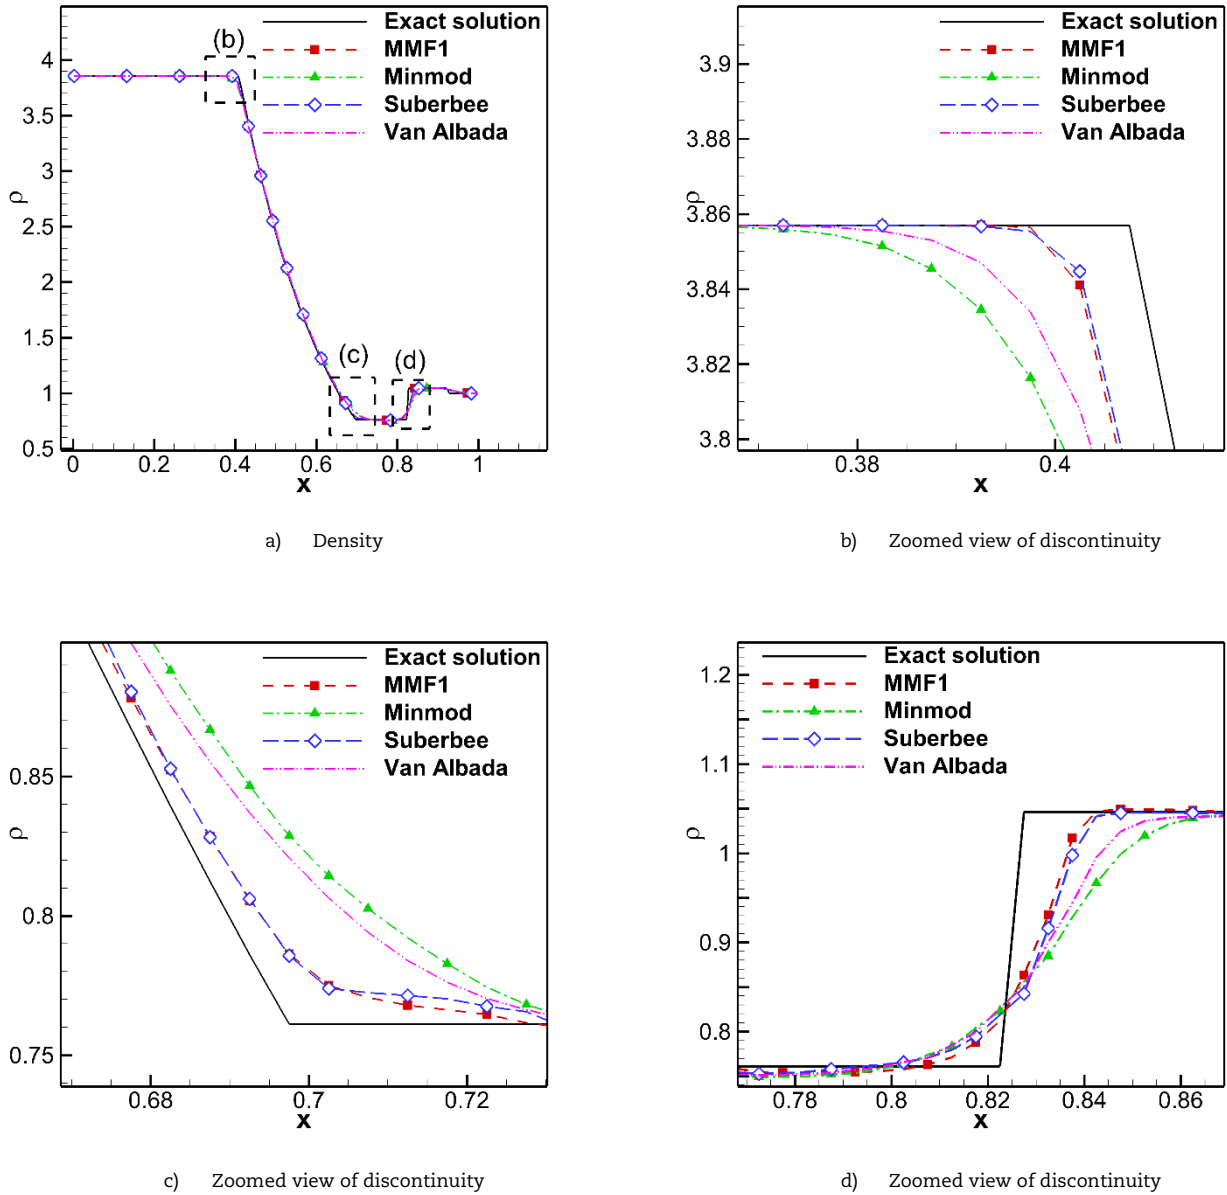 Exact solution
MMF1
Minmod
Suberbee
Van Albada
(b)
(c)
(d)
4
3.5
3
2.5
2
1.5
1
0.5
ρ
0 0.2 0.4 0.6 0.8 1
x
a) Density
Exact solution
MMF1
Minmod
Suberbee
Van Albada
3.9
3.88
3.86
3.84
3.82
3.8
ρ
0.38 0.4
x
b) Zoomed view of discontinuity
Exact solution
MMF1
Minmod
Suberbee
Van Albada
0.85
0.8
0.75
ρ
0.68 0.7 0.72
x
c) Zoomed view of discontinuity
Exact solution
MMF1
Minmod
Suberbee
Van Albada
1.2
1.1
1
0.9
0.8
ρ
0.78 0.8 0.82 0.84 0.86
x
d) Zoomed view of discontinuity